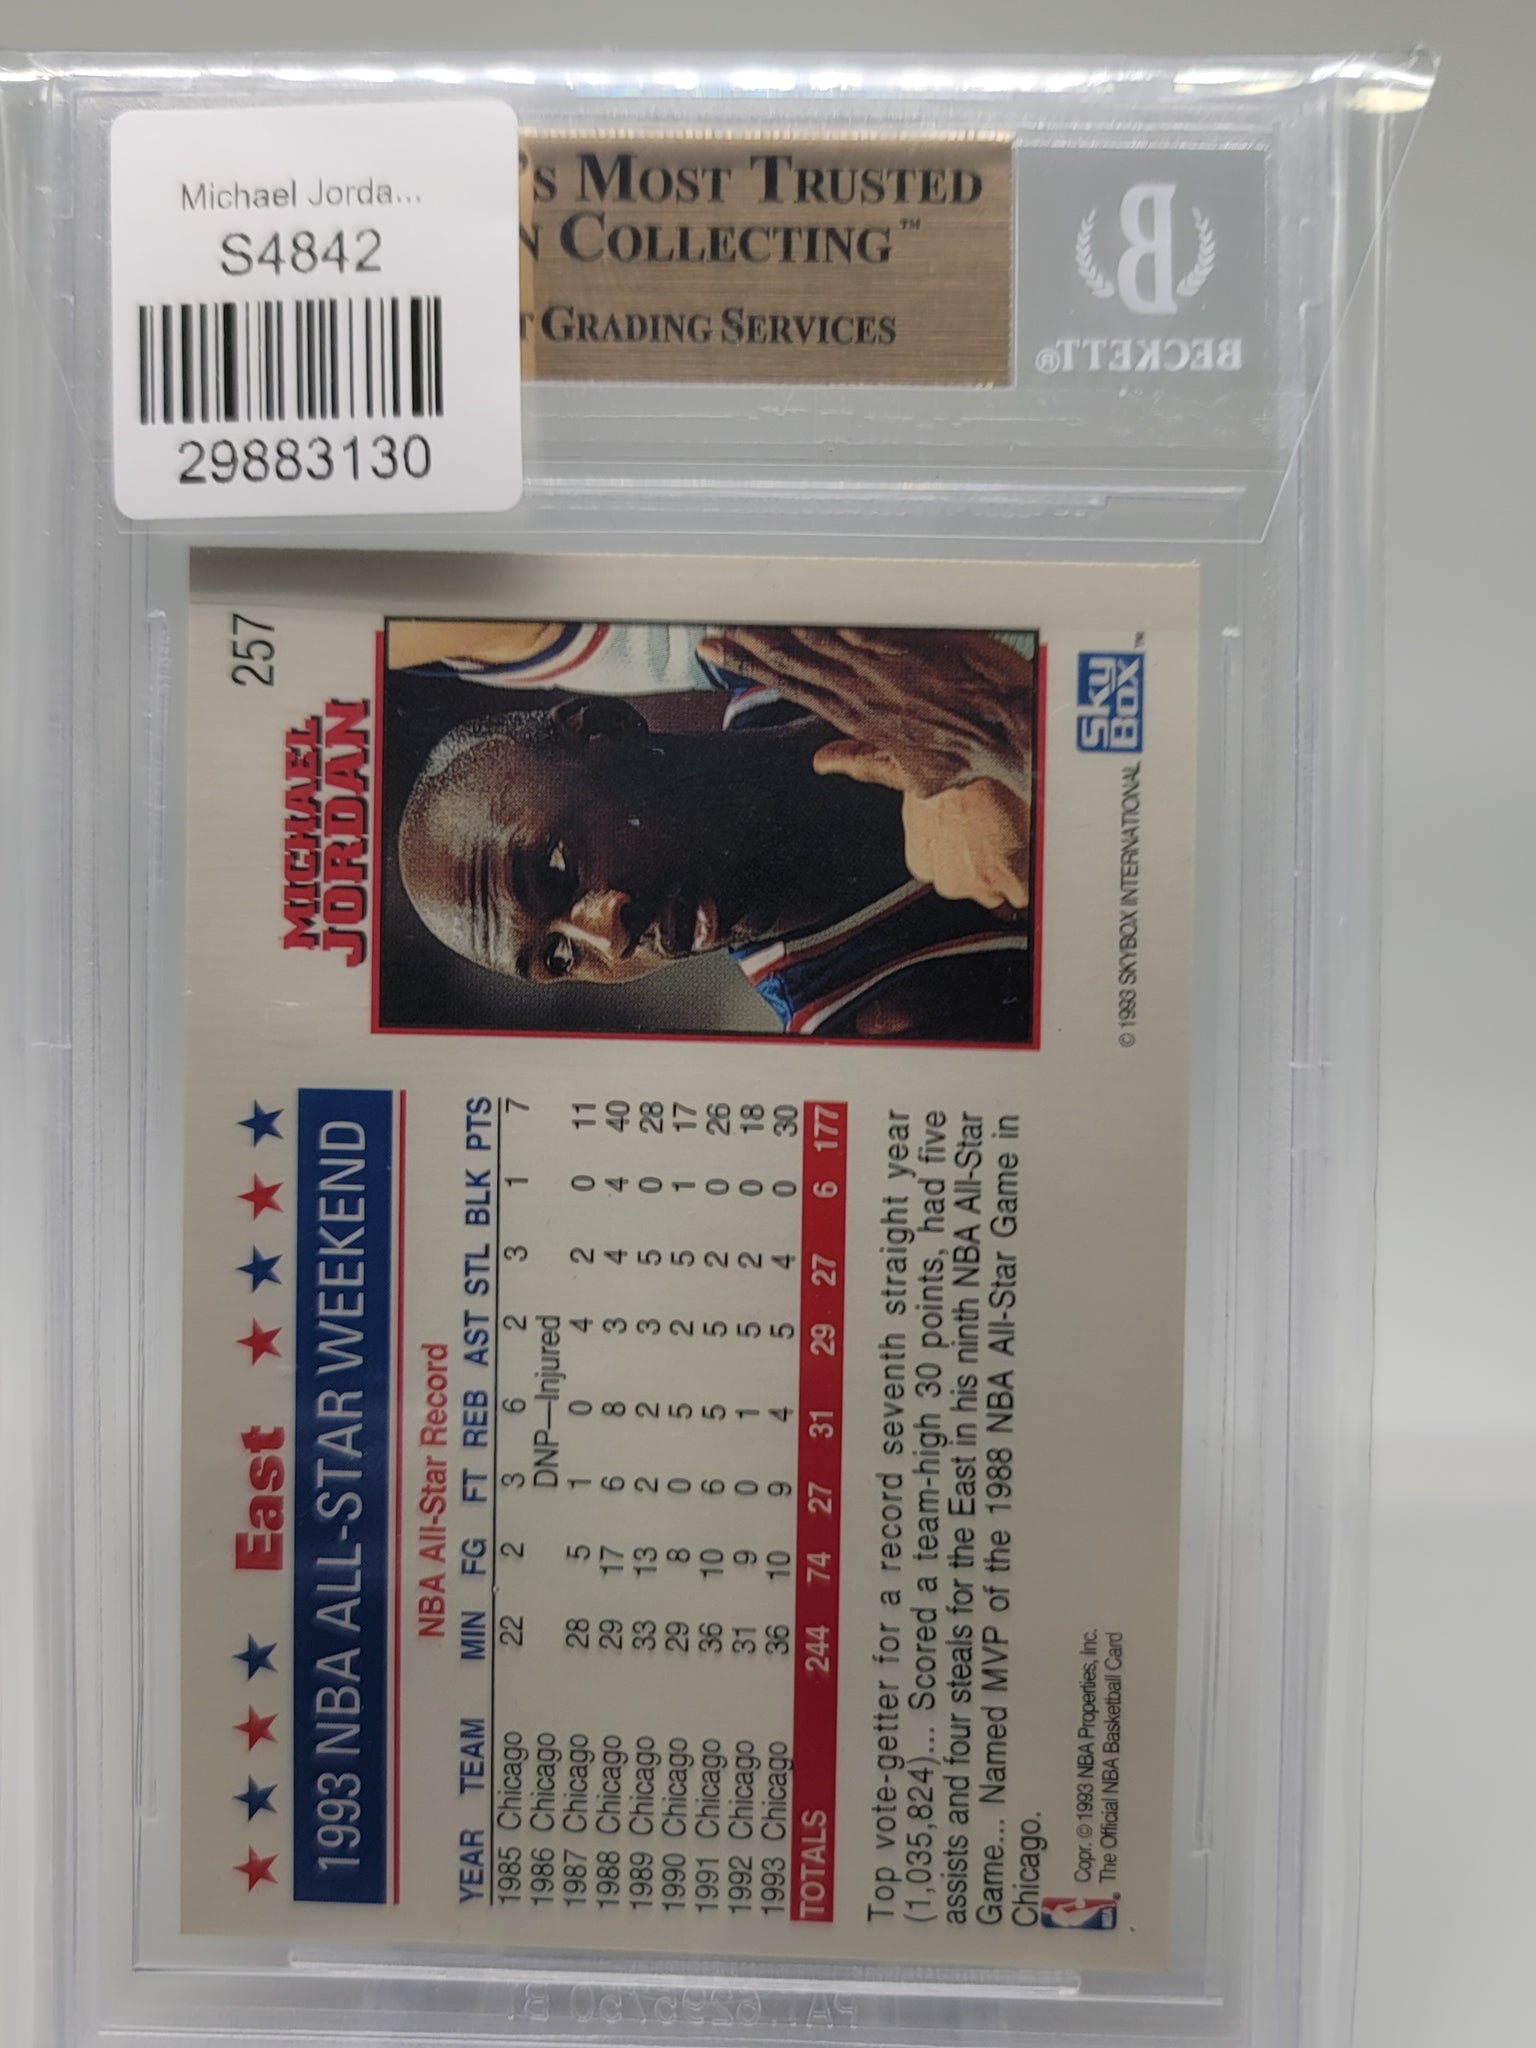 Michael Jorda...
S4842
29883130
'S MOST TRUSTED
N COLLECTING™
T GRADING SERVICES
B
BECKETT®
257
MICHAEL
JORDAN
East
1993 NBA ALL-STAR WEEKEND
NBA All-Star Record
YEAR TEAM MIN FG FT REB AST STL BLK PTS
1985 Chicago 22 2 3 6 2 3 1 7
1986 Chicago DNP—Injured
1987 Chicago 28 5 1 0 4 2 0 11
1988 Chicago 29 17 6 8 3 4 4 40
1989 Chicago 33 13 2 2 3 5 0 28
1990 Chicago 29 8 0 5 2 5 1 17
1991 Chicago 36 10 6 5 5 2 0 26
1992 Chicago 31 9 0 1 5 2 0 18
1993 Chicago 36 10 9 4 5 4 0 30
TOTALS 244 74 27 31 29 27 6 177
Top vote-getter for a record seventh straight year
(1,035,824)... Scored a team-high 30 points, had five
assists and four steals for the East in his ninth NBA All-Star
Game... Named MVP of the 1988 NBA All-Star Game in
Chicago.
NBA
Copr. © 1993 NBA Properties, Inc.
The Official NBA Basketball Card
© 1993 SKYBOX INTERNATIONAL
SKY
BOX™